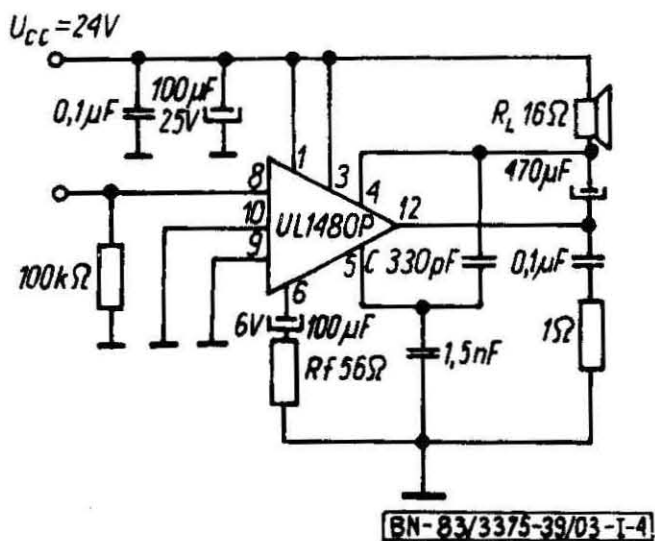 U_CC = 24V
0,1µF
100µF
25V
R_L 16Ω
470µF
1
3
4
8
10
9
UL1480P
12
5
6
C 330pF
0,1µF
100kΩ
6V
100µF
Rf 56Ω
1,5nF
1Ω
BN-83/3375-39/03-I-4